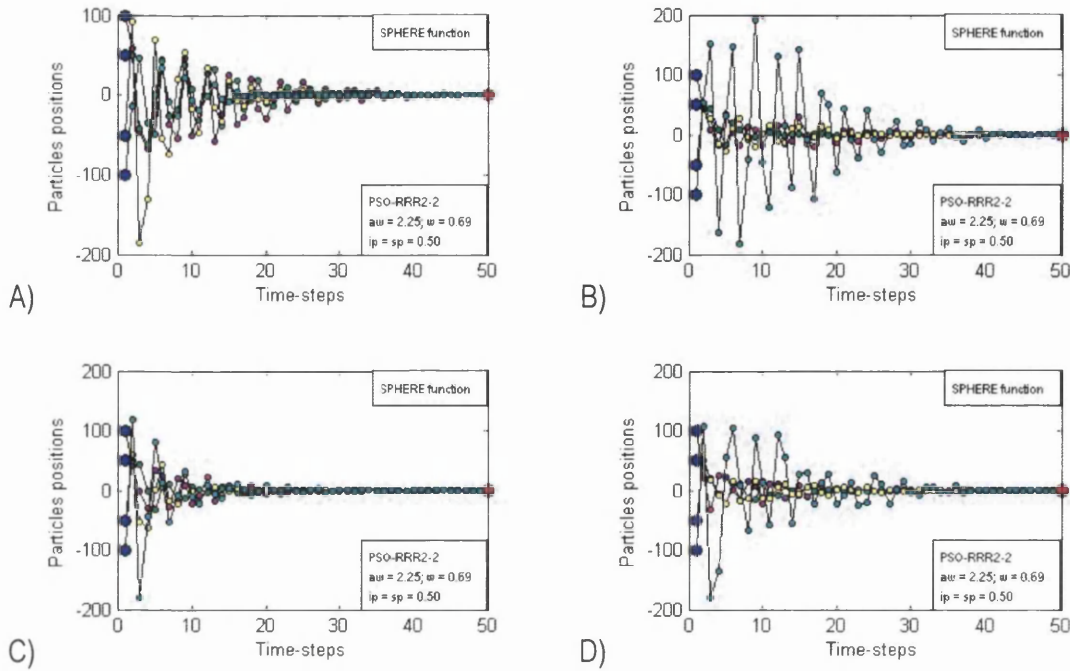 100
0
-100
-200
Particles positions
SPHERE function
PSO-RRR2-2
aw = 2.25; w = 0.69
ip = sp = 0.50
0 10 20 30 40 50
Time-steps
A)
200
100
0
-100
-200
Particles positions
SPHERE function
PSO-RRR2-2
aw = 2.25; w = 0.69
ip = sp = 0.50
0 10 20 30 40 50
Time-steps
B)
200
100
0
-100
-200
Particles positions
SPHERE function
PSO-RRR2-2
aw = 2.25; w = 0.69
ip = sp = 0.50
0 10 20 30 40 50
Time-steps
C)
200
100
0
-100
-200
Particles positions
SPHERE function
PSO-RRR2-2
aw = 2.25; w = 0.69
ip = sp = 0.50
0 10 20 30 40 50
Time-steps
D)